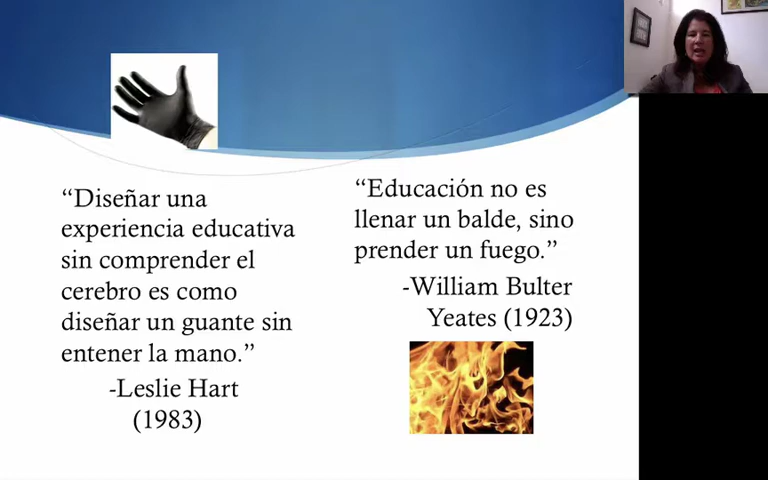 “Diseñar una
experiencia educativa
sin comprender el
cerebro es como
diseñar un guante sin
entener la mano.”
-Leslie Hart
(1983)
“Educación no es
llenar un balde, sino
prender un fuego.”
-William Bulter
Yeates (1923)